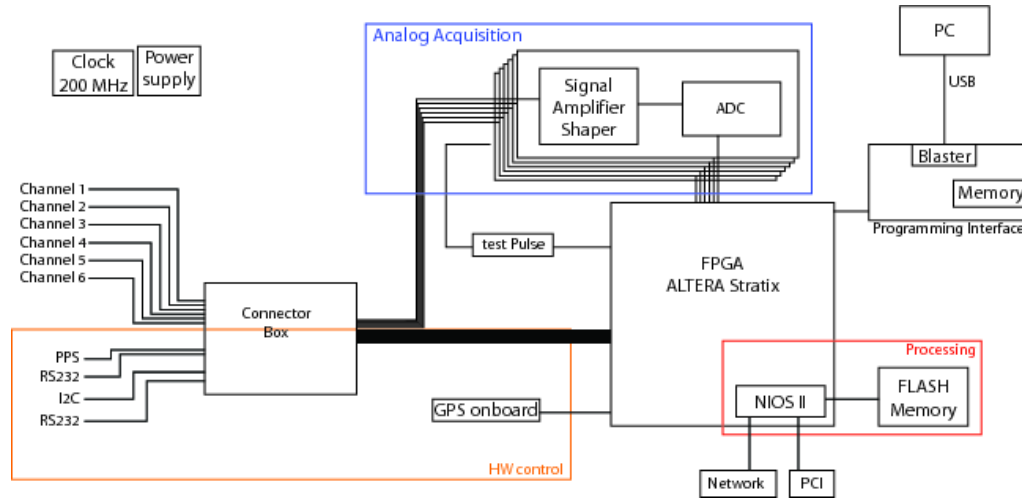 Analog Acquisition
PC
Clock
200 MHz
Power
supply
USB
Signal
Amplifier
Shaper
ADC
Blaster
Memory
Programming Interface
Channel 1
Channel 2
Channel 3
Channel 4
Channel 5
Channel 6
test Pulse
FPGA
ALTERA Stratix
Connector
Box
PPS
RS232
I2C
RS232
Processing
NIOS II
FLASH
Memory
GPS onboard
HW control
Network
PCI